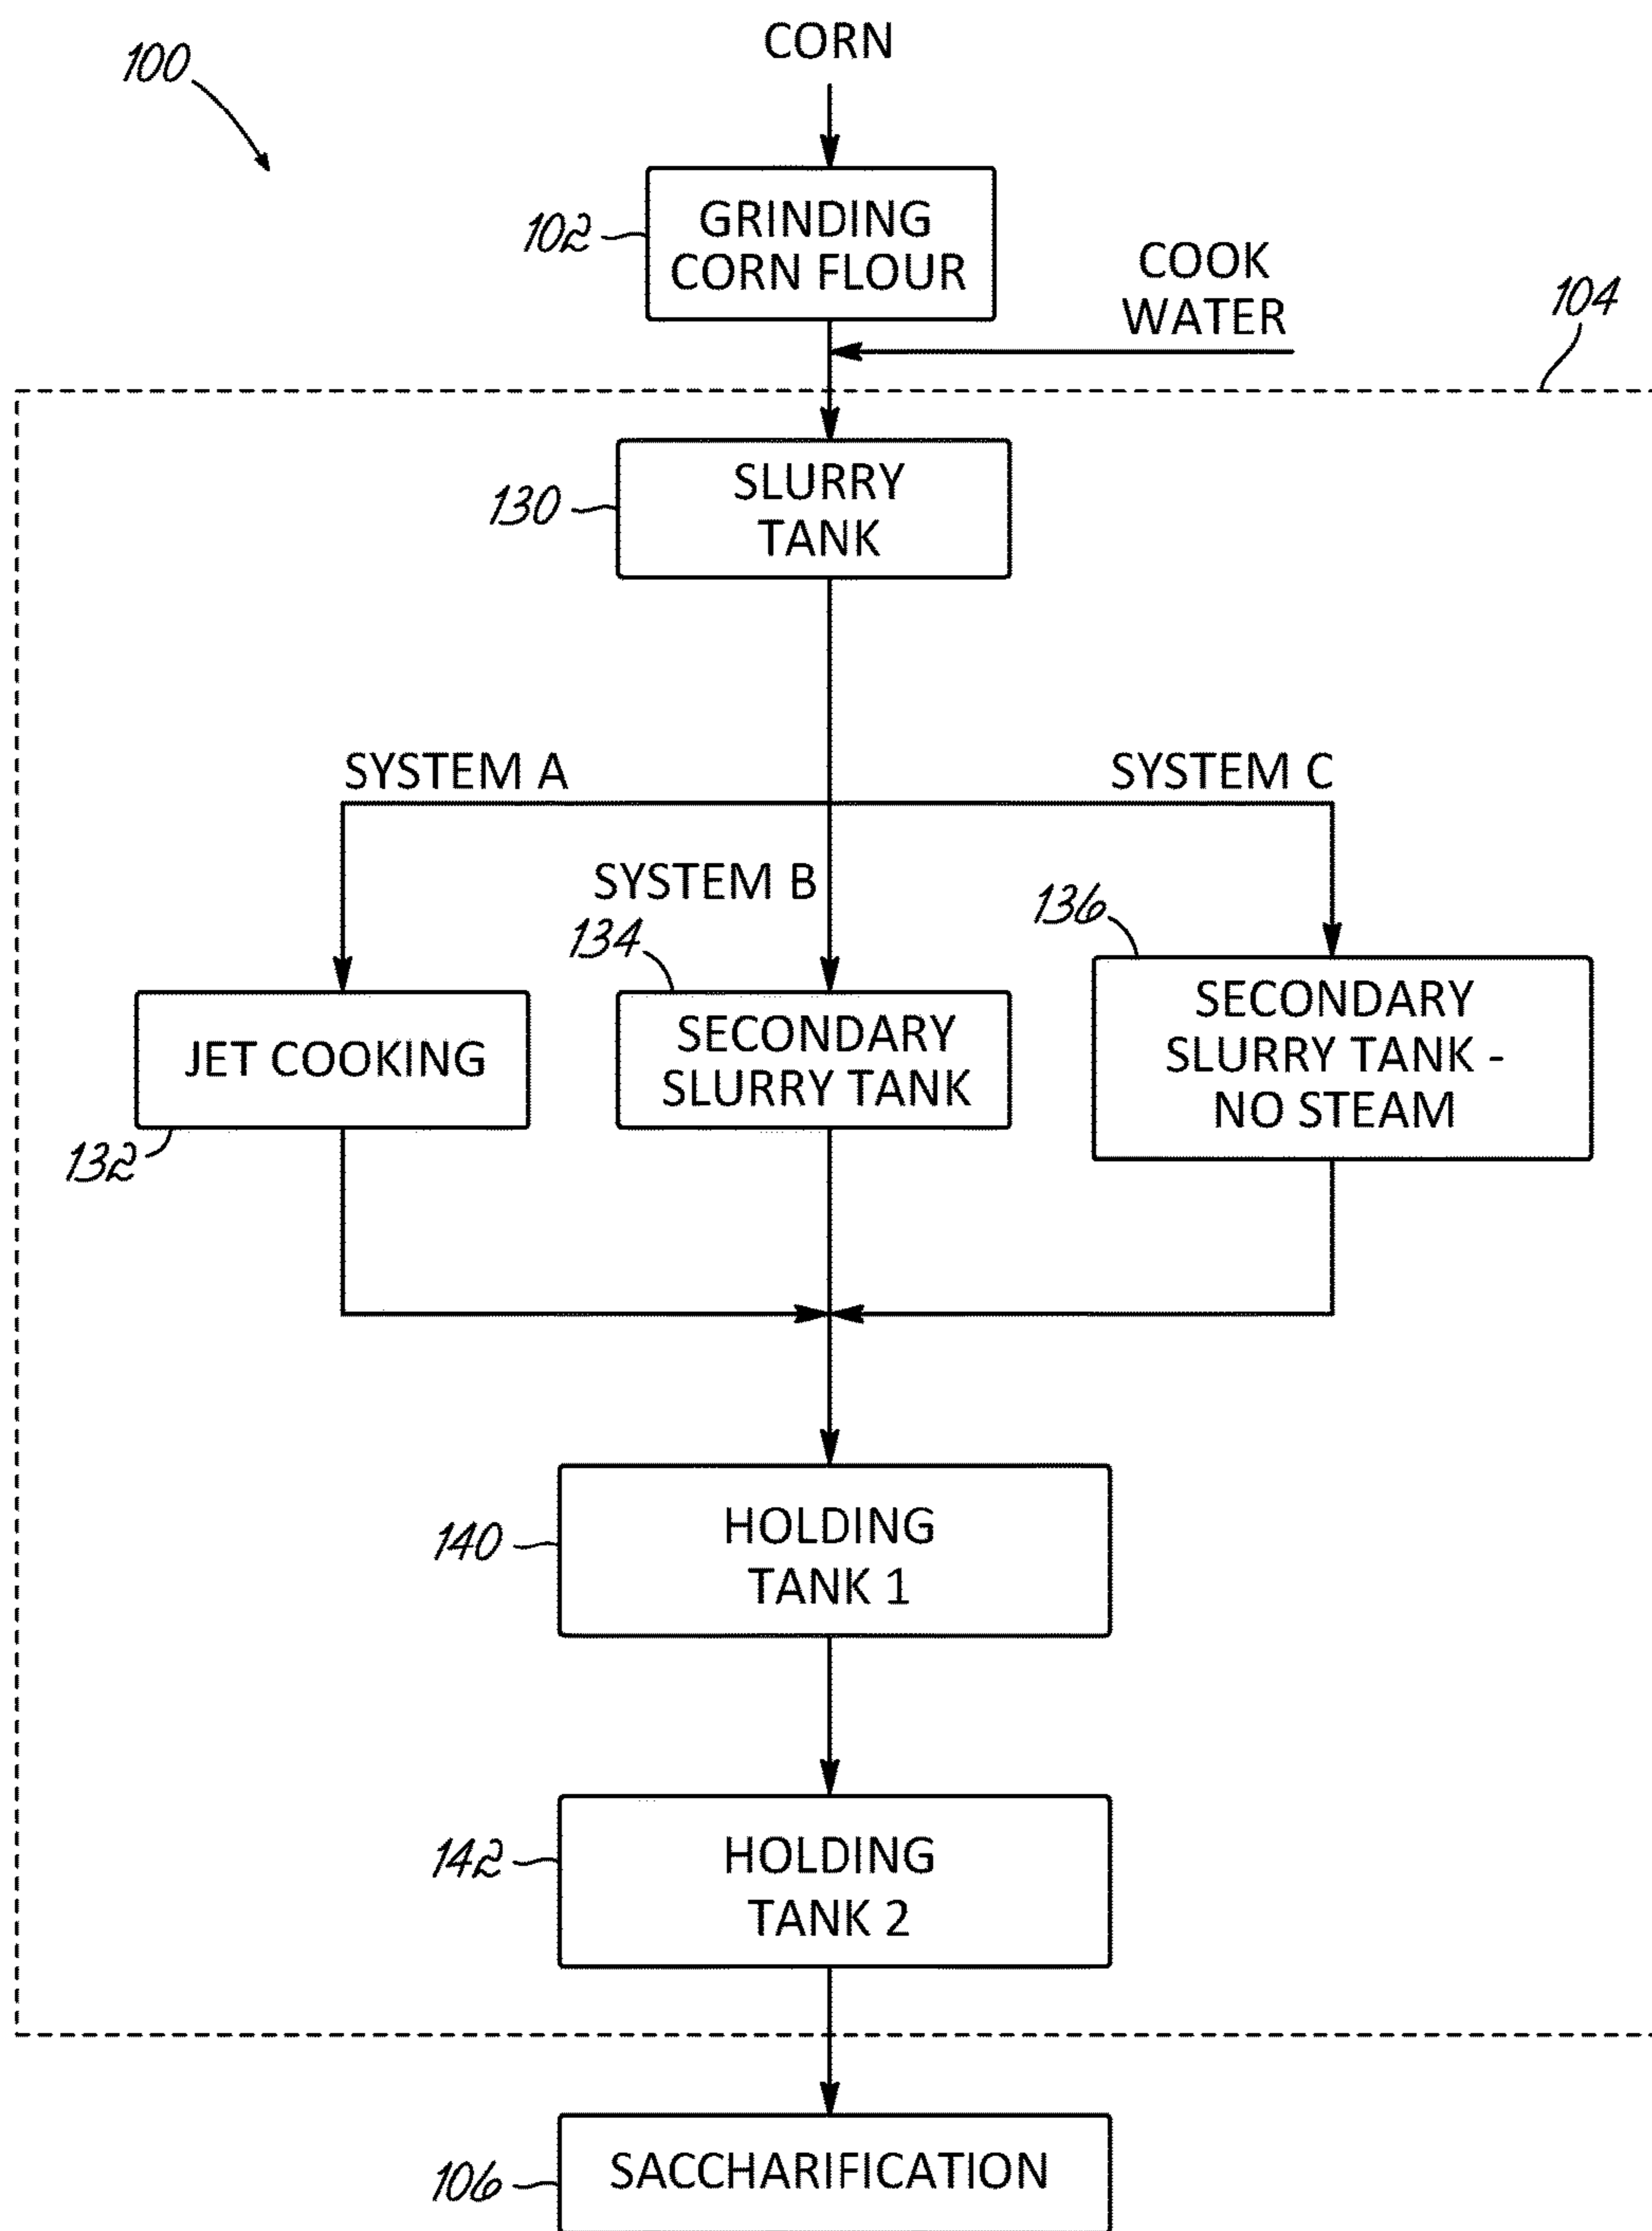 CORN
100
GRINDING
CORN FLOUR
102
COOK
WATER
104
SLURRY
TANK
130
SYSTEM A
SYSTEM C
SYSTEM B
134
136
JET COOKING
132
SECONDARY
SLURRY TANK
SECONDARY
SLURRY TANK -
NO STEAM
HOLDING
TANK 1
140
HOLDING
TANK 2
142
SACCHARIFICATION
106